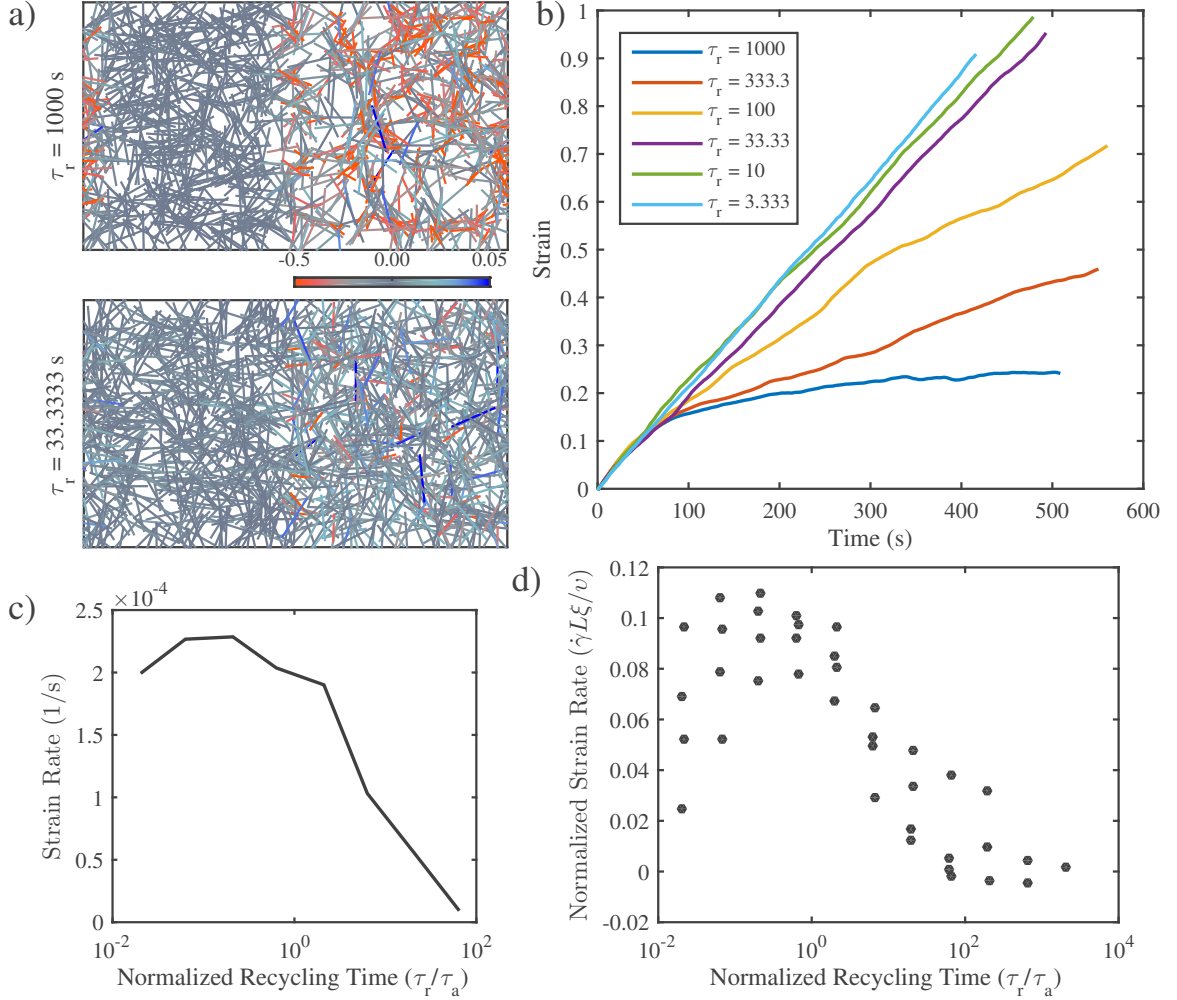 a)
τr = 1000 s
-0.5 0.00 0.05
τr = 33.3333 s
b)
1
0.9
0.8
0.7
0.6
0.5
0.4
0.3
0.2
0.1
0
Strain
τr = 1000
τr = 333.3
τr = 100
τr = 33.33
τr = 10
τr = 3.333
0 100 200 300 400 500 600
Time (s)
c)
×10-4
2.5
2
1.5
1
0.5
0
Strain Rate (1/s)
10-2 100 102
Normalized Recycling Time (τr/τa)
d)
0.12
0.1
0.08
0.06
0.04
0.02
0
-0.02
Normalized Strain Rate (γ̇Lξ/υ)
10-2 100 102 104
Normalized Recycling Time (τr/τa)